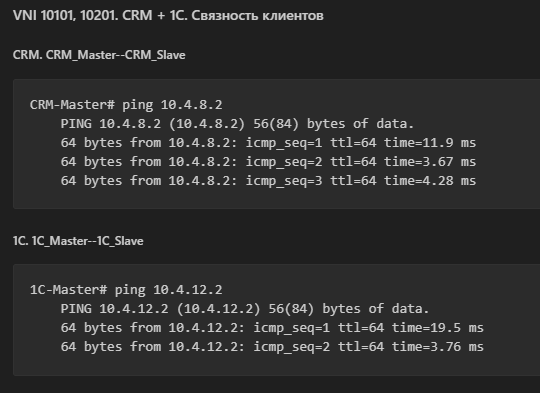 VNI 10101, 10201. CRM + 1C. Связность клиентов
CRM. CRM_Master--CRM_Slave
CRM-Master# ping 10.4.8.2
PING 10.4.8.2 (10.4.8.2) 56(84) bytes of data.
64 bytes from 10.4.8.2: icmp_seq=1 ttl=64 time=11.9 ms
64 bytes from 10.4.8.2: icmp_seq=2 ttl=64 time=3.67 ms
64 bytes from 10.4.8.2: icmp_seq=3 ttl=64 time=4.28 ms
1C. 1C_Master--1C_Slave
1C-Master# ping 10.4.12.2
PING 10.4.12.2 (10.4.12.2) 56(84) bytes of data.
64 bytes from 10.4.12.2: icmp_seq=1 ttl=64 time=19.5 ms
64 bytes from 10.4.12.2: icmp_seq=2 ttl=64 time=3.76 ms